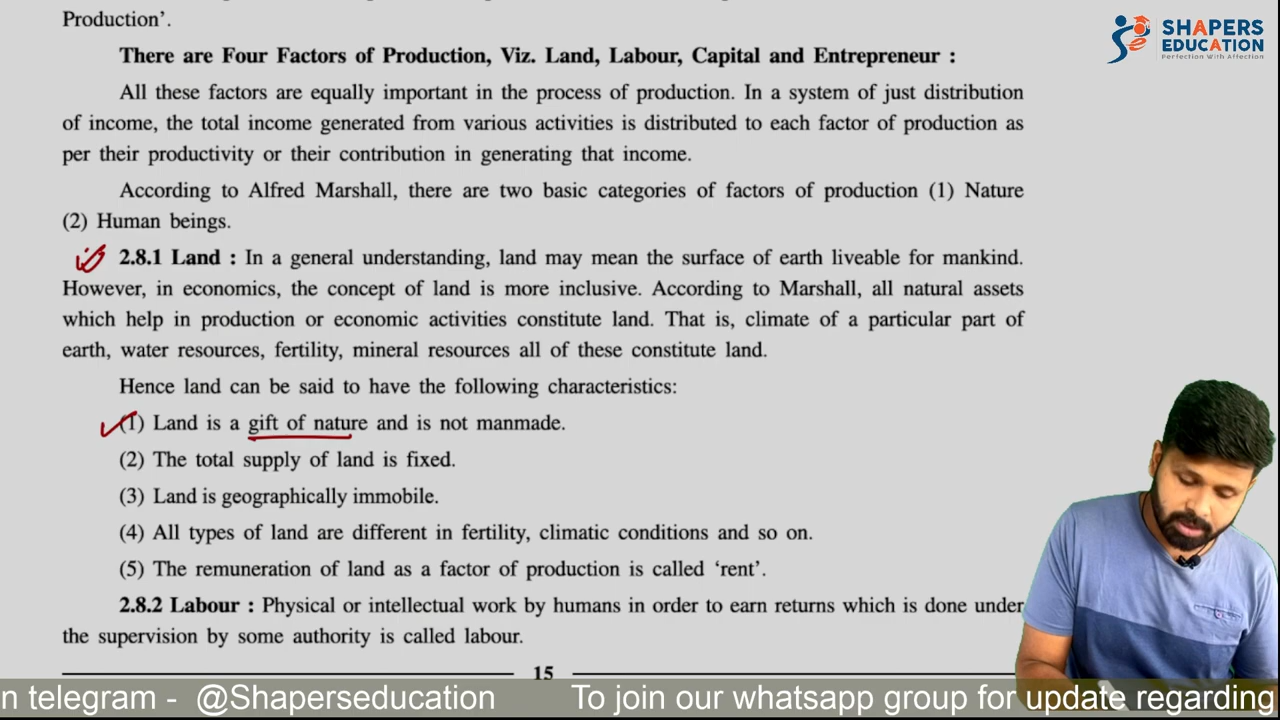 Production’.
SHAPERS
EDUCATION
Perfection With Affection
There are Four Factors of Production, Viz. Land, Labour, Capital and Entrepreneur :
All these factors are equally important in the process of production. In a system of just distribution
of income, the total income generated from various activities is distributed to each factor of production as
per their productivity or their contribution in generating that income.
According to Alfred Marshall, there are two basic categories of factors of production (1) Nature
(2) Human beings.
2.8.1 Land : In a general understanding, land may mean the surface of earth liveable for mankind.
However, in economics, the concept of land is more inclusive. According to Marshall, all natural assets
which help in production or economic activities constitute land. That is, climate of a particular part of
earth, water resources, fertility, mineral resources all of these constitute land.
Hence land can be said to have the following characteristics:
(1) Land is a gift of nature and is not manmade.
(2) The total supply of land is fixed.
(3) Land is geographically immobile.
(4) All types of land are different in fertility, climatic conditions and so on.
(5) The remuneration of land as a factor of production is called ‘rent’.
2.8.2 Labour : Physical or intellectual work by humans in order to earn returns which is done under
the supervision by some authority is called labour.
15
n telegram - @Shaperseducation To join our whatsapp group for update regarding